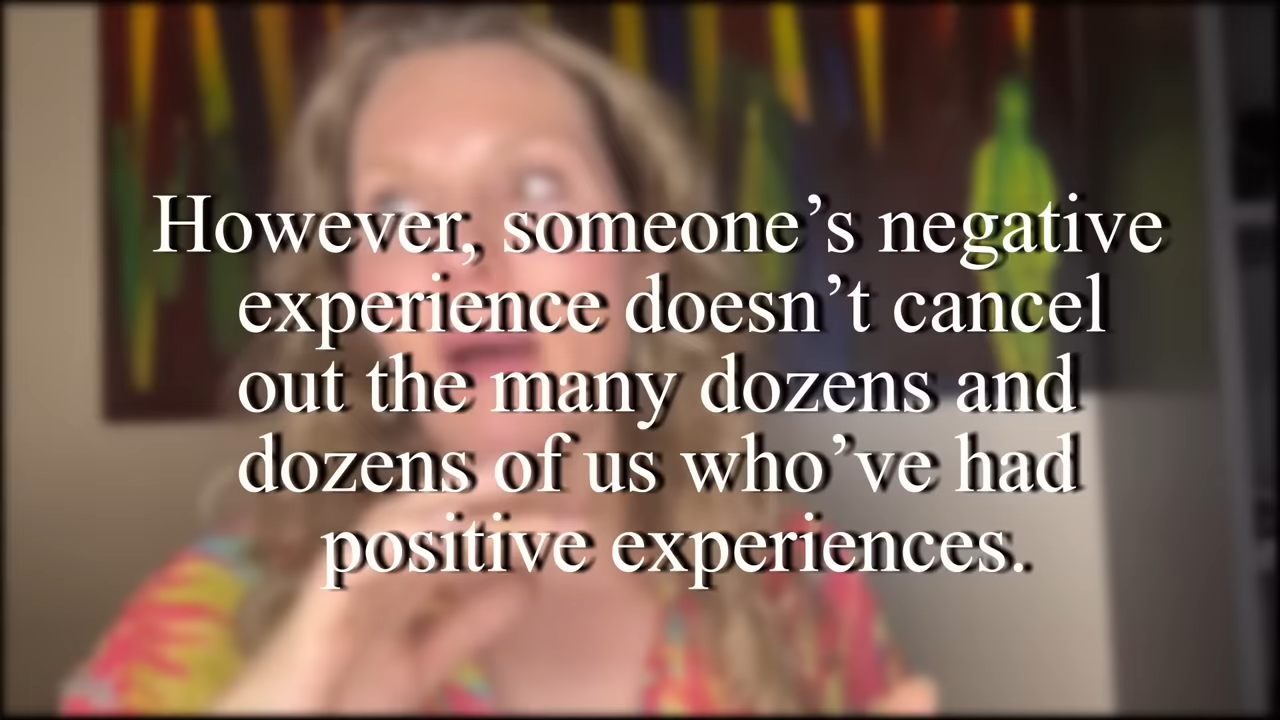 However, someone’s negative
experience doesn’t cancel
out the many dozens and
dozens of us who’ve had
positive experiences.